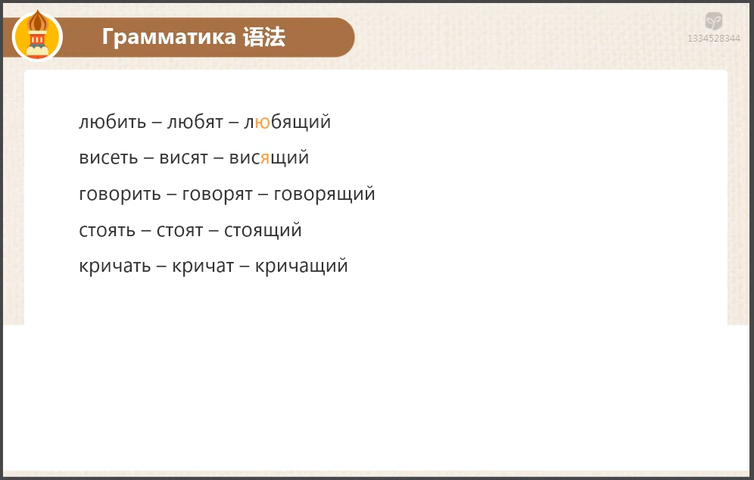 Грамматика 语法
1334528344
любить – любят – любящий
висеть – висят – висящий
говорить – говорят – говорящий
стоять – стоят – стоящий
кричать – кричат – кричащий